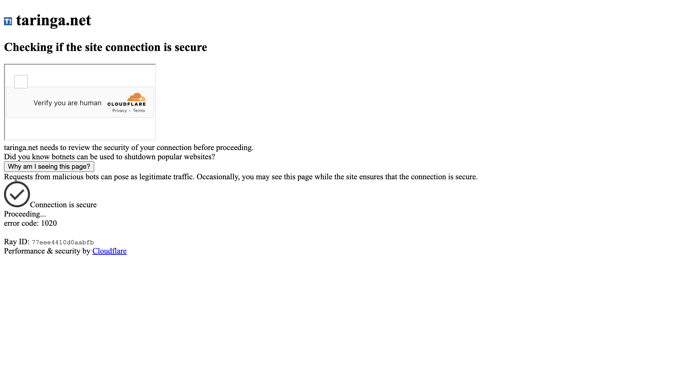 taringa.net
Checking if the site connection is secure
Verify you are human
CLOUDFLARE
Privacy • Terms
taringa.net needs to review the security of your connection before proceeding.
Did you know botnets can be used to shutdown popular websites?
Why am I seeing this page?
Requests from malicious bots can pose as legitimate traffic. Occasionally, you may see this page while the site ensures that the connection is secure.
Connection is secure
Proceeding...
error code: 1020
Ray ID: 77eee4410d0aabfb
Performance & security by Cloudflare